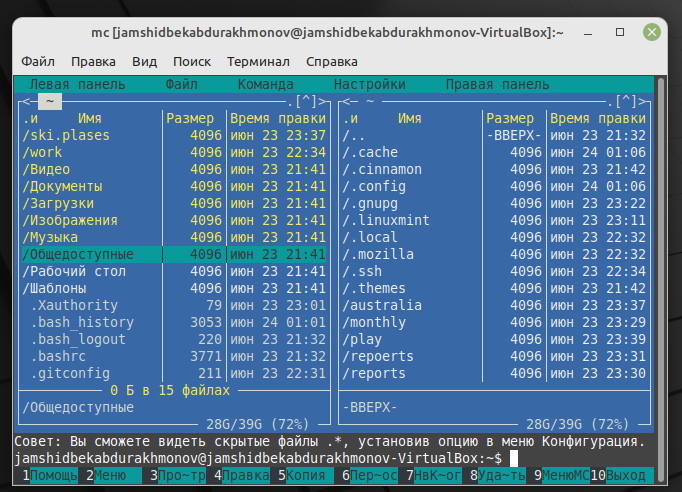 mc [jamshidbekabdurakhmonov@jamshidbekabdurakhmonov-VirtualBox]:~
Файл Правка Вид Поиск Терминал Справка
Левая панель Файл Команда Настройки Правая панель
<─ ~ ─ .[^]> <─ ~ ─ .[^]>
.и Имя Размер Время правки .и Имя Размер Время правки
/ski.plases 4096 июн 23 23:37 /.. -ВВЕРХ- июн 23 21:32
/work 4096 июн 23 22:34 /.cache 4096 июн 24 01:06
/Видео 4096 июн 23 21:41 /.cinnamon 4096 июн 23 21:42
/Документы 4096 июн 23 21:41 /.config 4096 июн 24 01:06
/Загрузки 4096 июн 23 21:41 /.gnupg 4096 июн 23 23:22
/Изображения 4096 июн 23 21:41 /.linuxmint 4096 июн 23 23:11
/Музыка 4096 июн 23 21:41 /.local 4096 июн 23 22:32
/Общедоступные 4096 июн 23 21:41 /.mozilla 4096 июн 23 22:32
/Рабочий стол 4096 июн 23 21:41 /.ssh 4096 июн 23 22:34
/Шаблоны 4096 июн 23 21:41 /.themes 4096 июн 23 21:42
.Xauthority 79 июн 23 23:01 /australia 4096 июн 23 23:37
.bash_history 3053 июн 24 01:01 /monthly 4096 июн 23 23:29
.bash_logout 220 июн 23 21:32 /play 4096 июн 23 23:39
.bashrc 3771 июн 23 21:32 /repoerts 4096 июн 23 23:31
.gitconfig 211 июн 23 22:31 /reports 4096 июн 23 23:30
0 Б в 15 файлах
/Общедоступные -ВВЕРХ-
28G/39G (72%) 28G/39G (72%)
Совет: Вы сможете видеть скрытые файлы .*, установив опцию в меню Конфигурация.
jamshidbekabdurakhmonov@jamshidbekabdurakhmonov-VirtualBox:~$
1Помощь 2Меню 3Про~тр 4Правка 5Копия 6Пер~ос 7НвК~ог 8Уда~ть 9МенюMC 10Выход